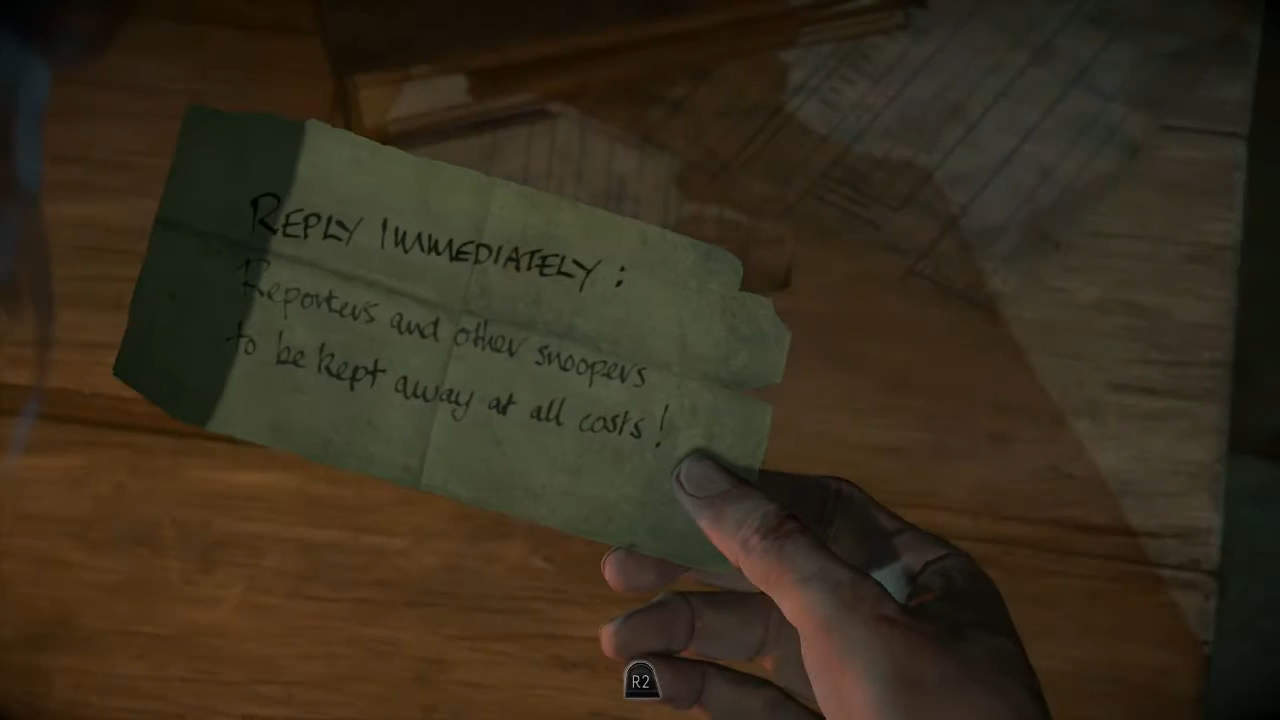 REPLY IMMEDIATELY:
Reporters and other snoopers
to be kept away at all costs!
R2